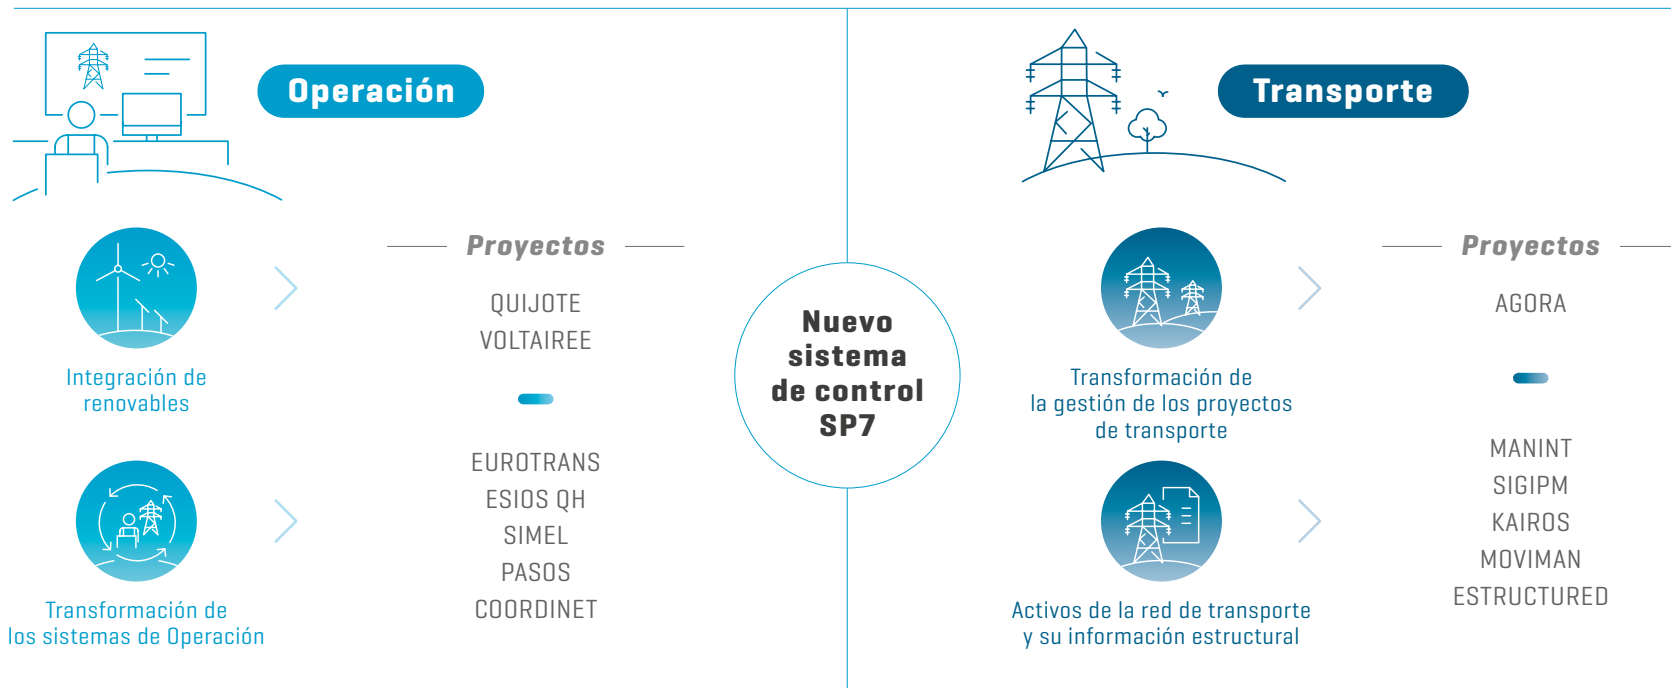 Operación
Proyectos
Integración de
renovables
QUIJOTE
VOLTAIREE
Transformación de
los sistemas de Operación
EUROTRANS
ESIOS QH
SIMEL
PASOS
COORDINET
Nuevo
sistema
de control
SP7
Transporte
Proyectos
Transformación de
la gestión de los proyectos
de transporte
AGORA
Activos de la red de transporte
y su información estructural
MANINT
SIGIPM
KAIROS
MOVIMAN
ESTRUCTURED